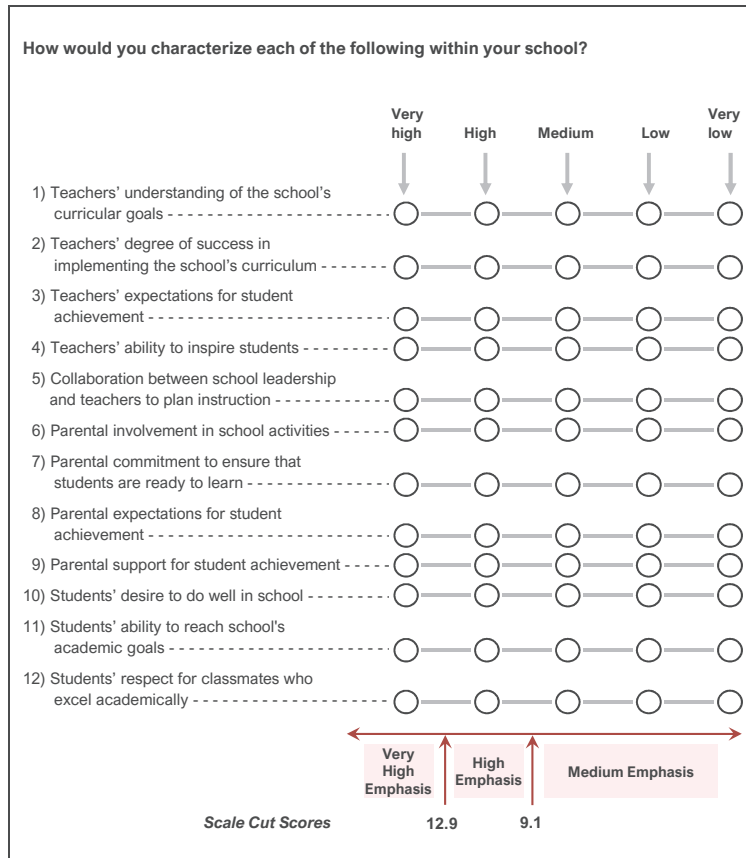 How would you characterize each of the following within your school?
Very
high
High
Medium
Low
Very
low
1) Teachers’ understanding of the school’s
curricular goals
2) Teachers’ degree of success in
implementing the school’s curriculum
3) Teachers’ expectations for student
achievement
4) Teachers’ ability to inspire students
5) Collaboration between school leadership
and teachers to plan instruction
6) Parental involvement in school activities
7) Parental commitment to ensure that
students are ready to learn
8) Parental expectations for student
achievement
9) Parental support for student achievement
10) Students’ desire to do well in school
11) Students’ ability to reach school's
academic goals
12) Students’ respect for classmates who
excel academically
Very
High
Emphasis
High
Emphasis
Medium Emphasis
Scale Cut Scores
12.9
9.1